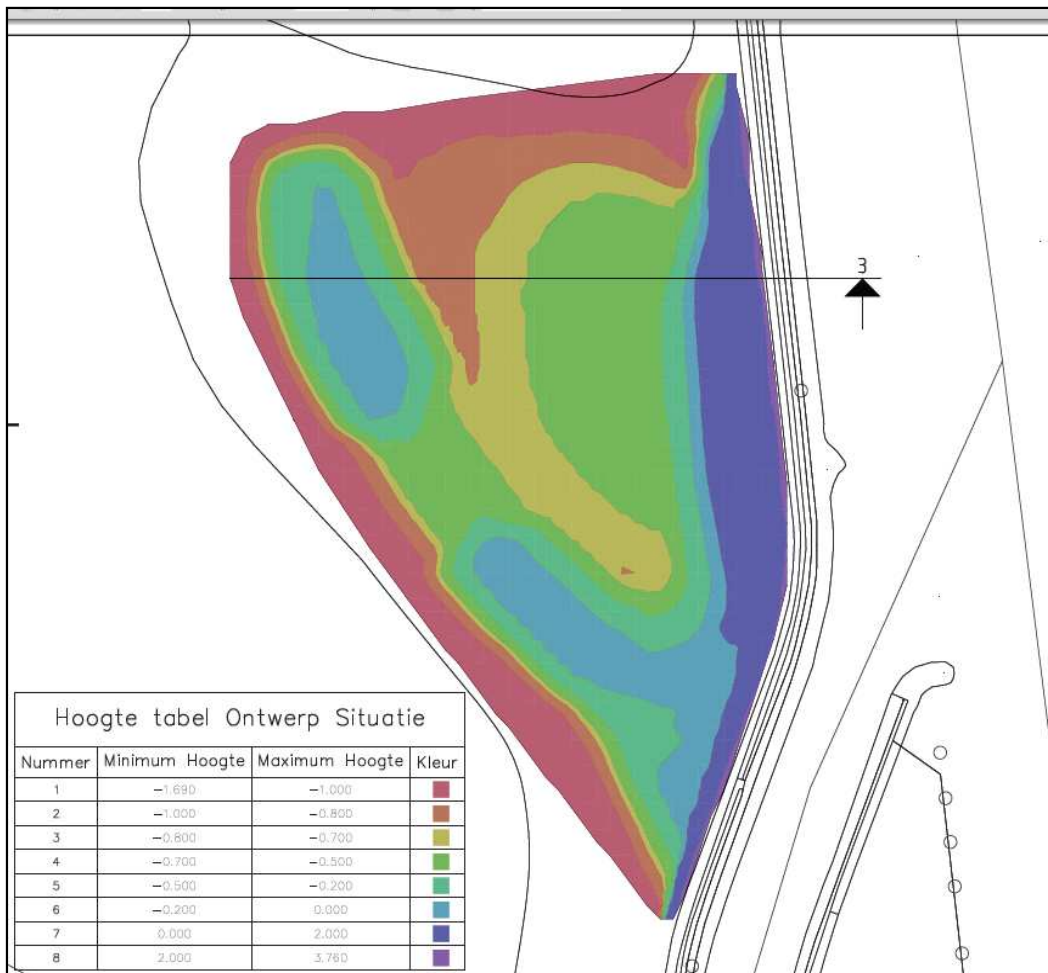 3
Hoogte tabel Ontwerp Situatie
Nummer Minimum Hoogte Maximum Hoogte Kleur
1 -1.690 -1.000
2 -1.000 -0.800
3 -0.800 -0.700
4 -0.700 -0.500
5 -0.500 -0.200
6 -0.200 0.000
7 0.000 2.000
8 2.000 3.760